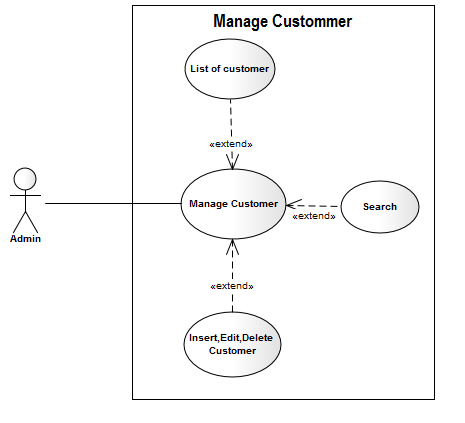 Manage Custommer
List of customer
«extend»
Manage Customer
Search
«extend»
Admin
«extend»
Insert,Edit,Delete
Customer